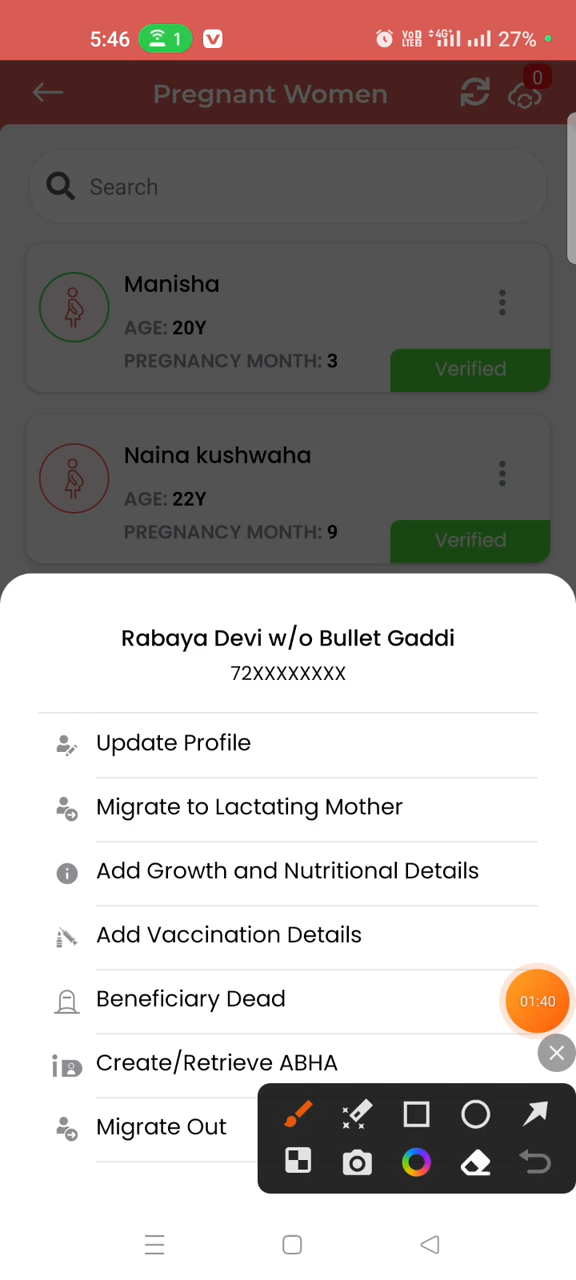 5:46
1
4G+
27%
Pregnant Women
0
Search
Manisha
AGE: 20Y
PREGNANCY MONTH: 3
Verified
Naina kushwaha
AGE: 22Y
PREGNANCY MONTH: 9
Verified
Rabaya Devi w/o Bullet Gaddi
72XXXXXXXX
Update Profile
Migrate to Lactating Mother
Add Growth and Nutritional Details
Add Vaccination Details
Beneficiary Dead
01:40
Create/Retrieve ABHA
Migrate Out